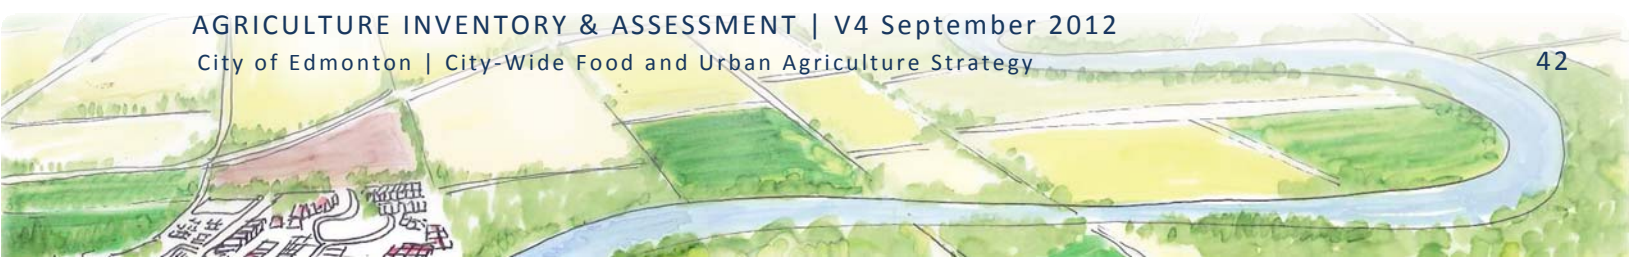 AGRICULTURE INVENTORY & ASSESSMENT | V4 September 2012
City of Edmonton | City-Wide Food and Urban Agriculture Strategy 42